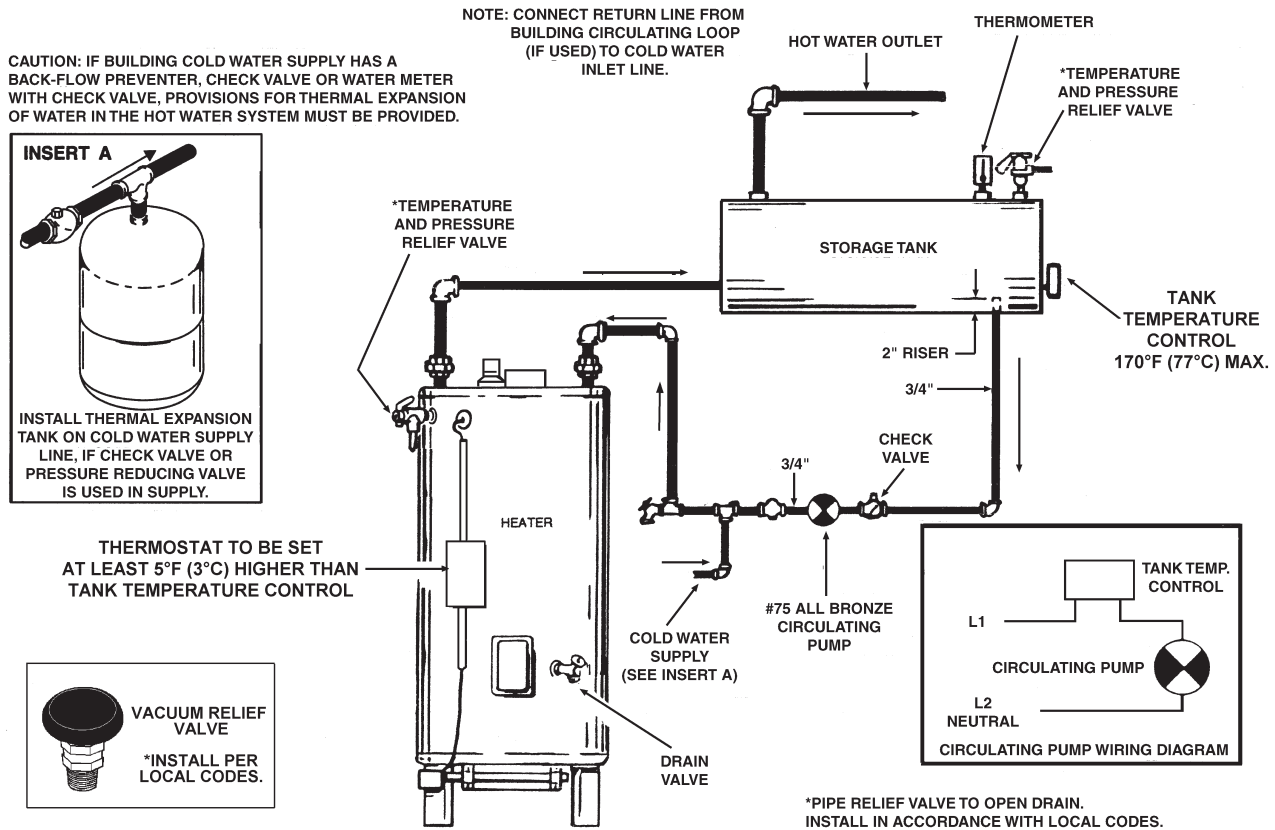 NOTE: CONNECT RETURN LINE FROM
BUILDING CIRCULATING LOOP
(IF USED) TO COLD WATER
INLET LINE.
THERMOMETER
HOT WATER OUTLET
*TEMPERATURE
AND PRESSURE
RELIEF VALVE
CAUTION: IF BUILDING COLD WATER SUPPLY HAS A
BACK-FLOW PREVENTER, CHECK VALVE OR WATER METER
WITH CHECK VALVE, PROVISIONS FOR THERMAL EXPANSION
OF WATER IN THE HOT WATER SYSTEM MUST BE PROVIDED.
INSERT A
INSTALL THERMAL EXPANSION
TANK ON COLD WATER SUPPLY
LINE, IF CHECK VALVE OR
PRESSURE REDUCING VALVE
IS USED IN SUPPLY.
*TEMPERATURE
AND PRESSURE
RELIEF VALVE
STORAGE TANK
TANK
TEMPERATURE
CONTROL
170°F (77°C) MAX.
2" RISER
3/4"
CHECK
VALVE
3/4"
HEATER
THERMOSTAT TO BE SET
AT LEAST 5°F (3°C) HIGHER THAN
TANK TEMPERATURE CONTROL
#75 ALL BRONZE
CIRCULATING
PUMP
COLD WATER
SUPPLY
(SEE INSERT A)
DRAIN
VALVE
VACUUM RELIEF
VALVE
*INSTALL PER
LOCAL CODES.
TANK TEMP.
CONTROL
L1
CIRCULATING PUMP
L2
NEUTRAL
CIRCULATING PUMP WIRING DIAGRAM
*PIPE RELIEF VALVE TO OPEN DRAIN.
INSTALL IN ACCORDANCE WITH LOCAL CODES.